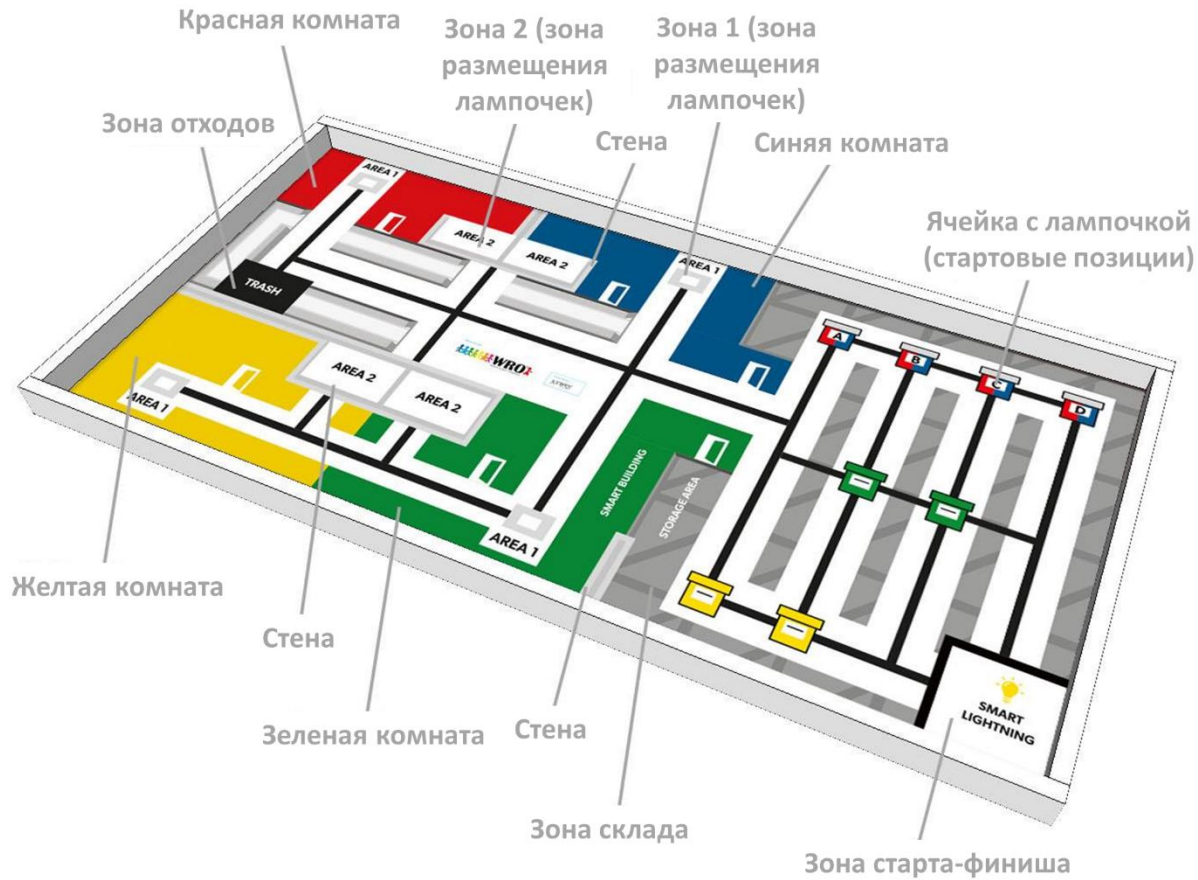 Красная комната
Зона 2 (зона
размещения
лампочек)
Зона 1 (зона
размещения
лампочек)
Зона отходов
Стена
Синяя комната
Ячейка с лампочкой
(стартовые позиции)
AREA 1
AREA 2
AREA 2
AREA 1
TRASH
WRO
A
B
C
D
AREA 2
AREA 2
AREA 1
SMART BUILDING
STORAGE AREA
AREA 1
SMART
LIGHTNING
Желтая комната
Стена
Зеленая комната
Стена
Зона склада
Зона старта-финиша